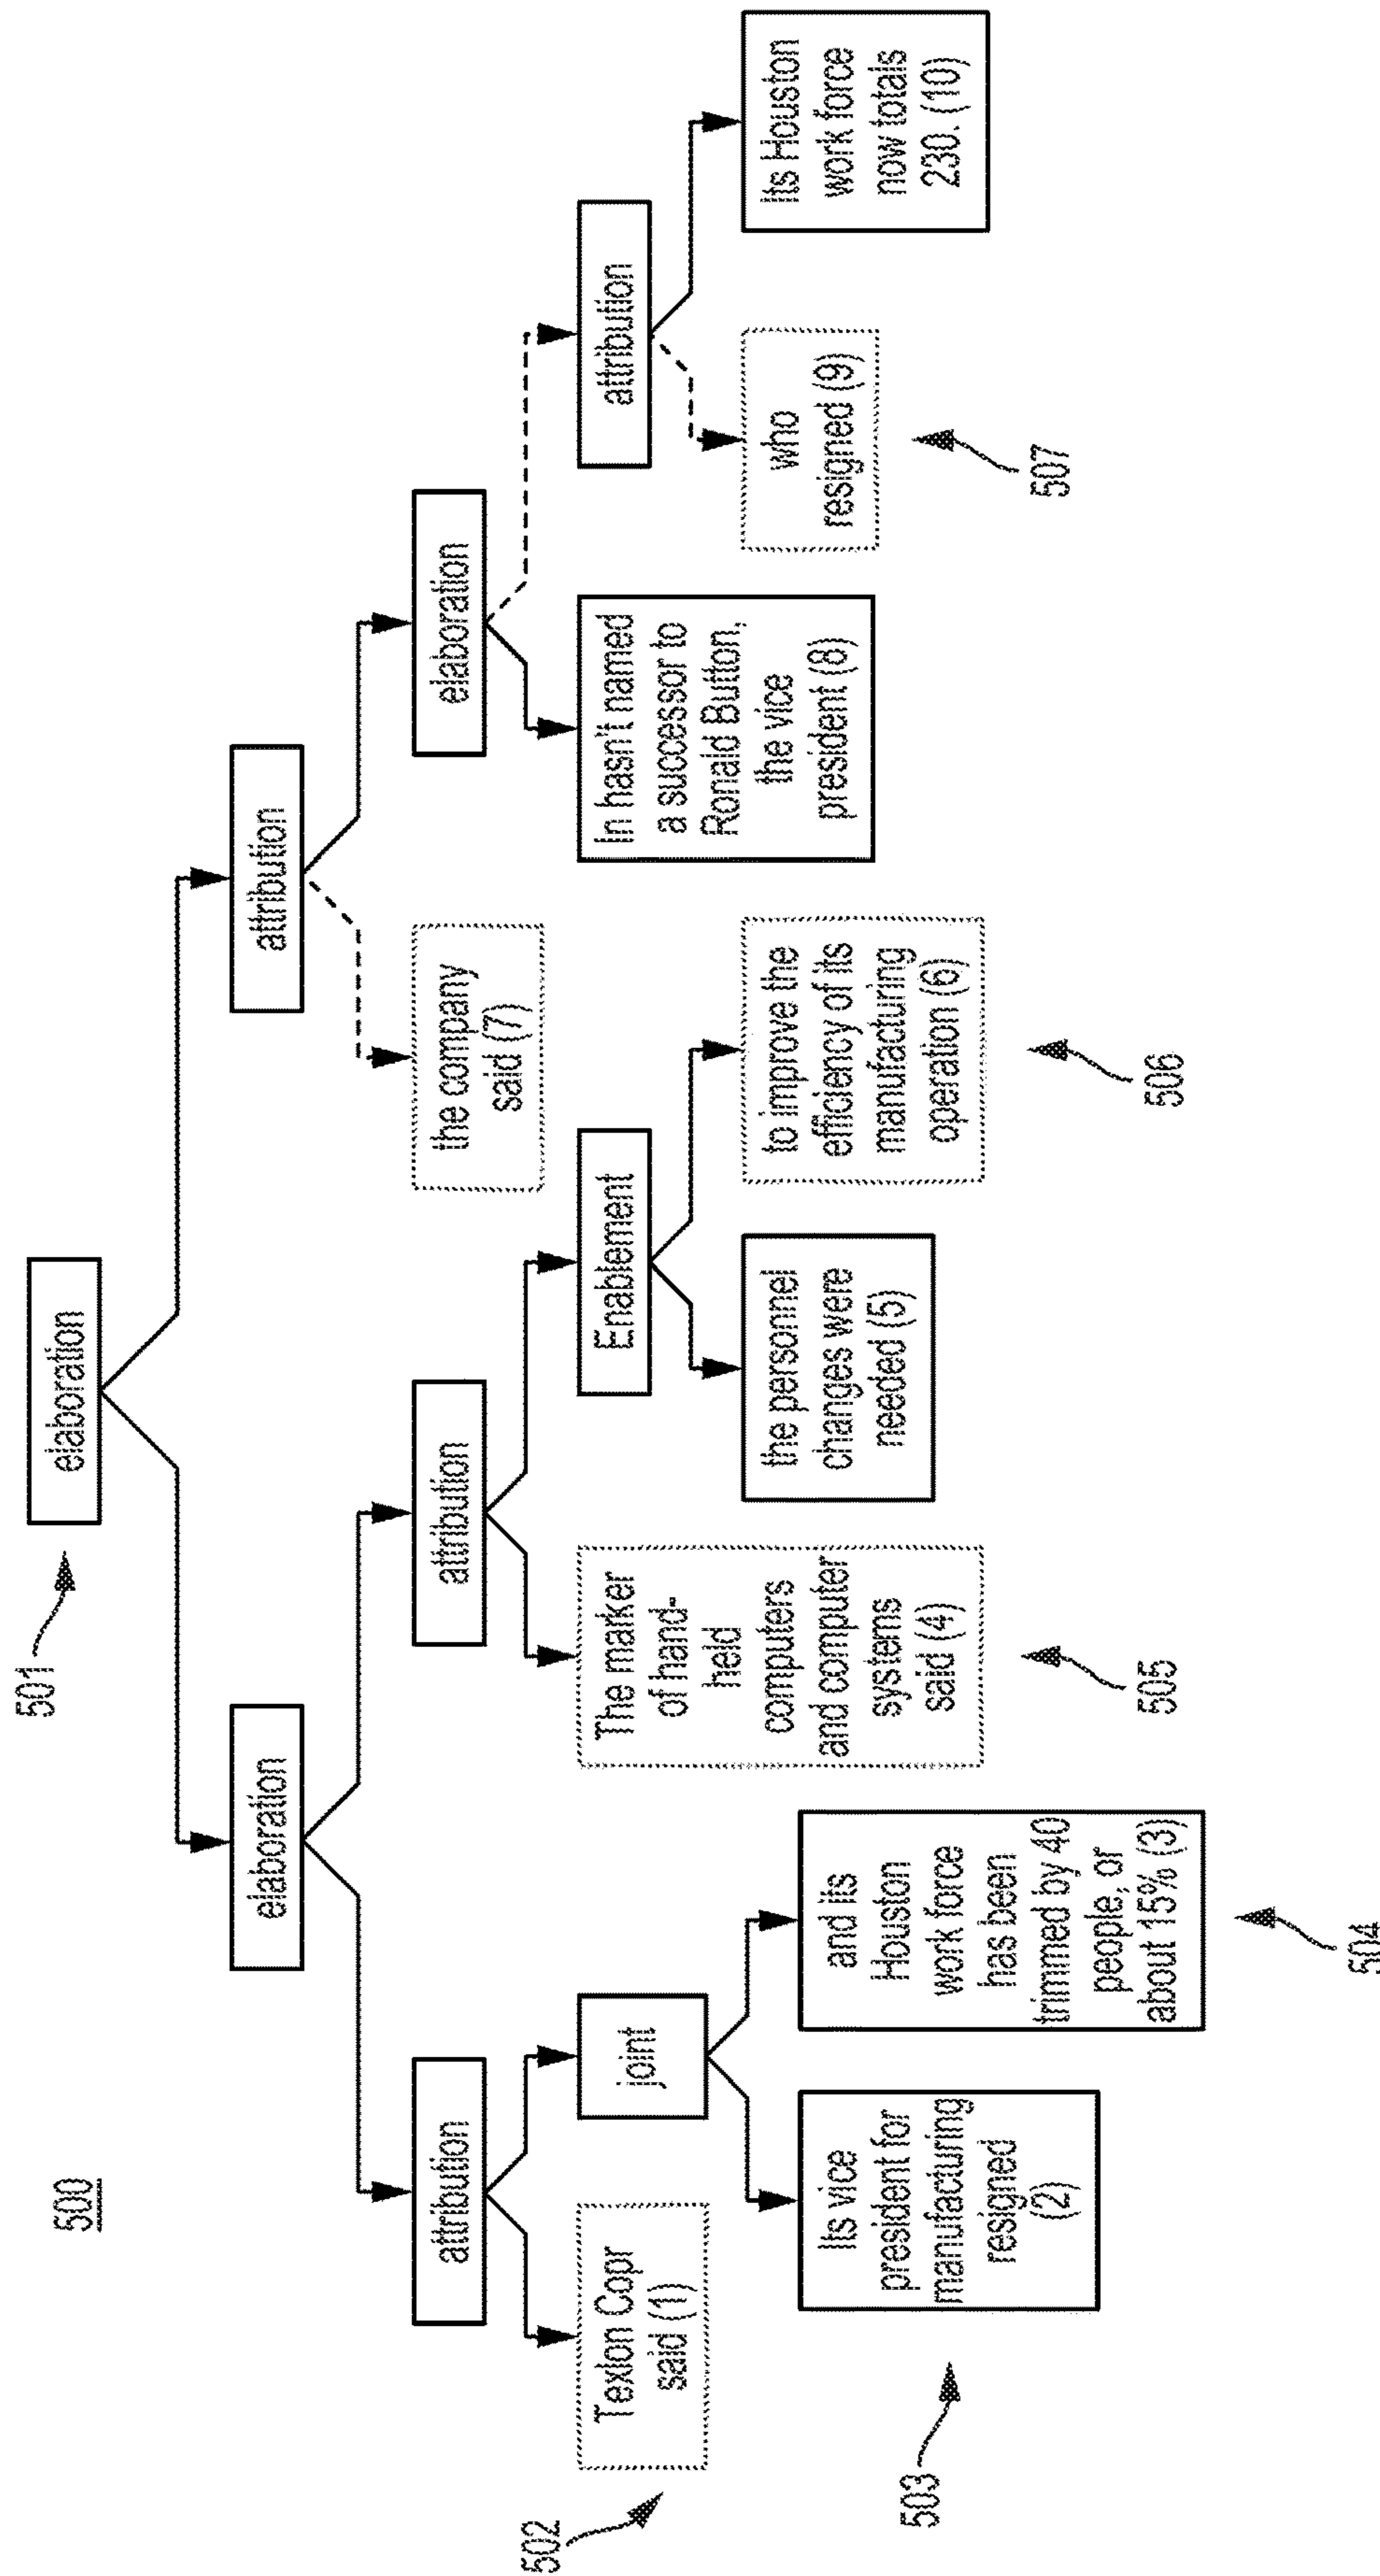 500
501
elaboration
elaboration
attribution
attribution
attribution
the company
said (7)
elaboration
Texlon Copr
said (1)
joint
The marker
of hand-
held
computers
and computer
systems
said (4)
Enablement
In hasn't named
a successor to
Ronald Button,
the vice
president (8)
attribution
502
Its vice
president for
manufacturing
resigned
(2)
and its
Houston
work force
has been
trimmed by 40
people, or
about 15% (3)
the personnel
changes were
needed (5)
to improve the
efficiency of its
manufacturing
operation (6)
who
resigned (9)
Its Houston
work force
now totals
230. (10)
503
504
505
506
507